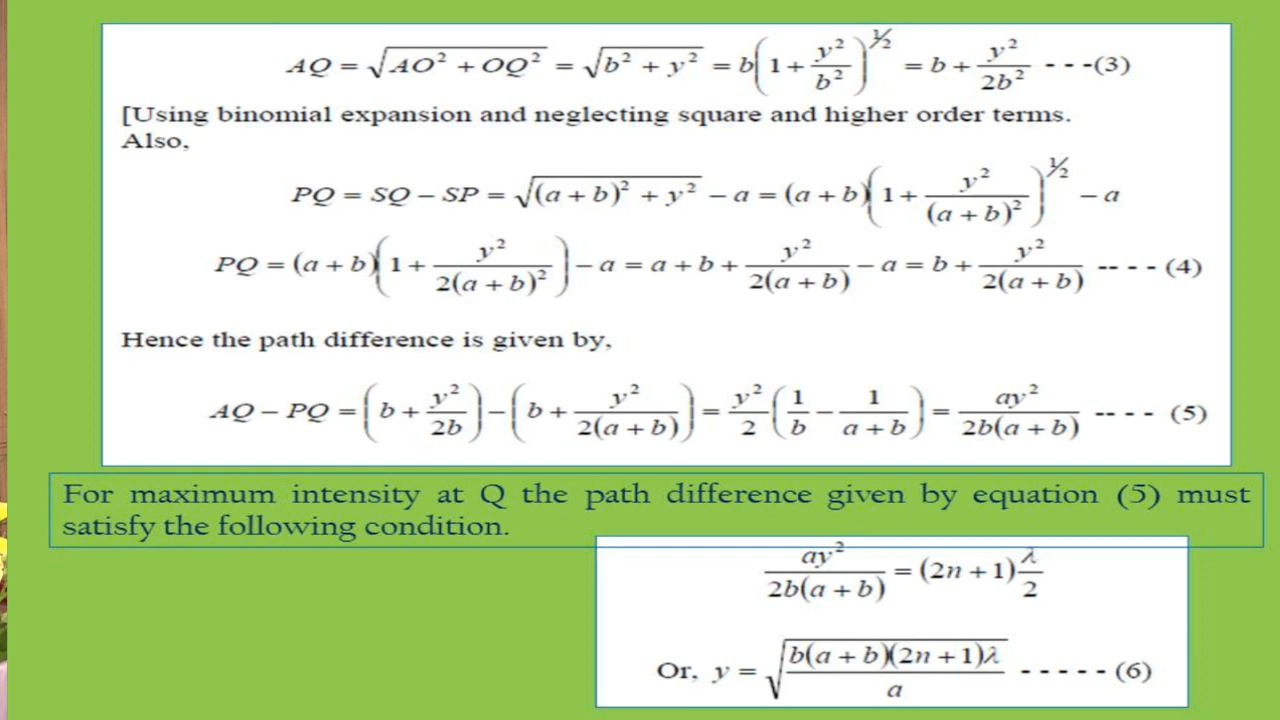 AQ = √(AO² + OQ²) = √(b² + y²) = b(1 + y²/b²)^½ = b + y²/2b² - - -(3)
[Using binomial expansion and neglecting square and higher order terms.
Also,
PQ = SQ − SP = √((a + b)² + y²) − a = (a + b)(1 + y²/(a + b)²)^½ − a
PQ = (a + b)(1 + y²/2(a + b)²) − a = a + b + y²/2(a + b) − a = b + y²/2(a + b) -- - - (4)
Hence the path difference is given by,
AQ − PQ = (b + y²/2b) − (b + y²/2(a + b)) = y²/2 (1/b − 1/(a + b)) = ay²/2b(a + b) -- - - (5)
For maximum intensity at Q the path difference given by equation (5) must
satisfy the following condition.
ay²/2b(a + b) = (2n + 1) λ/2
Or, y = √(b(a + b)(2n + 1)λ/a) - - - - - (6)